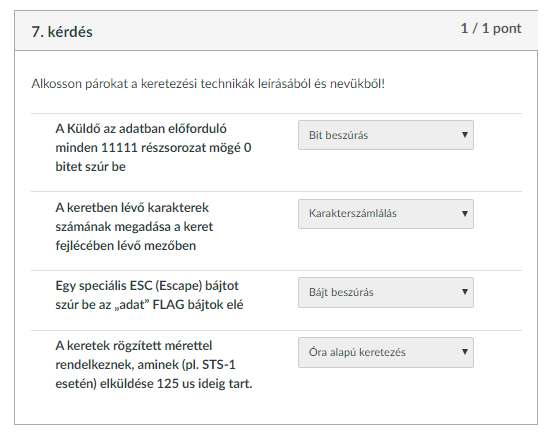 7. kérdés
1 / 1 pont
Alkosson párokat a keretezési technikák leírásából és nevükből!
A Küldő az adatban előforduló
minden 11111 részsorozat mögé 0
bitet szúr be
Bit beszúrás
A keretben lévő karakterek
számának megadása a keret
fejlécében lévő mezőben
Karakterszámlálás
Egy speciális ESC (Escape) bájtot
szúr be az „adat” FLAG bájtok elé
Bájt beszúrás
A keretek rögzített mérettel
rendelkeznek, aminek (pl. STS-1
esetén) elküldése 125 us ideig tart.
Óra alapú keretezés